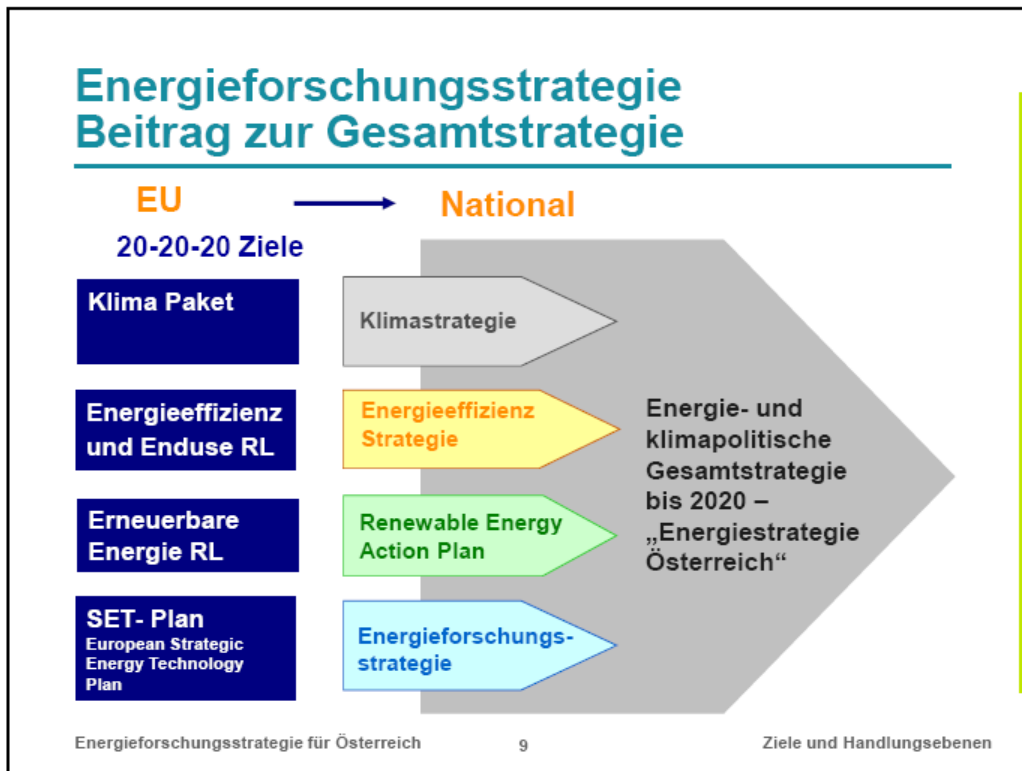 Energieforschungsstrategie
Beitrag zur Gesamtstrategie
EU
National
20-20-20 Ziele
Klima Paket
Klimastrategie
Energieeffizienz
und Enduse RL
Energieeffizienz
Strategie
Erneuerbare
Energie RL
Renewable Energy
Action Plan
SET- Plan
European Strategic
Energy Technology
Plan
Energieforschungs-
strategie
Energie- und
klimapolitische
Gesamtstrategie
bis 2020 –
„Energiestrategie
Österreich“
Energieforschungsstrategie für Österreich
9
Ziele und Handlungsebenen